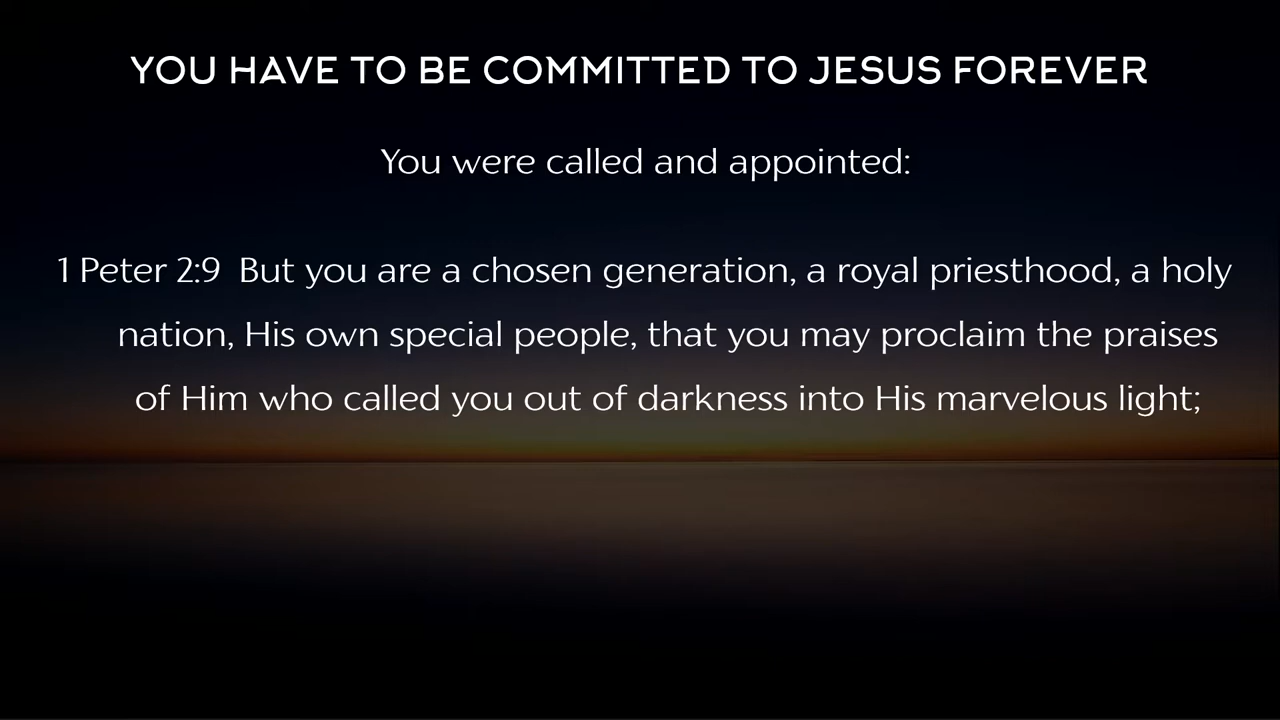 YOU HAVE TO BE COMMITTED TO JESUS FOREVER
You were called and appointed:
1 Peter 2:9  But you are a chosen generation, a royal priesthood, a holy
nation, His own special people, that you may proclaim the praises
of Him who called you out of darkness into His marvelous light;